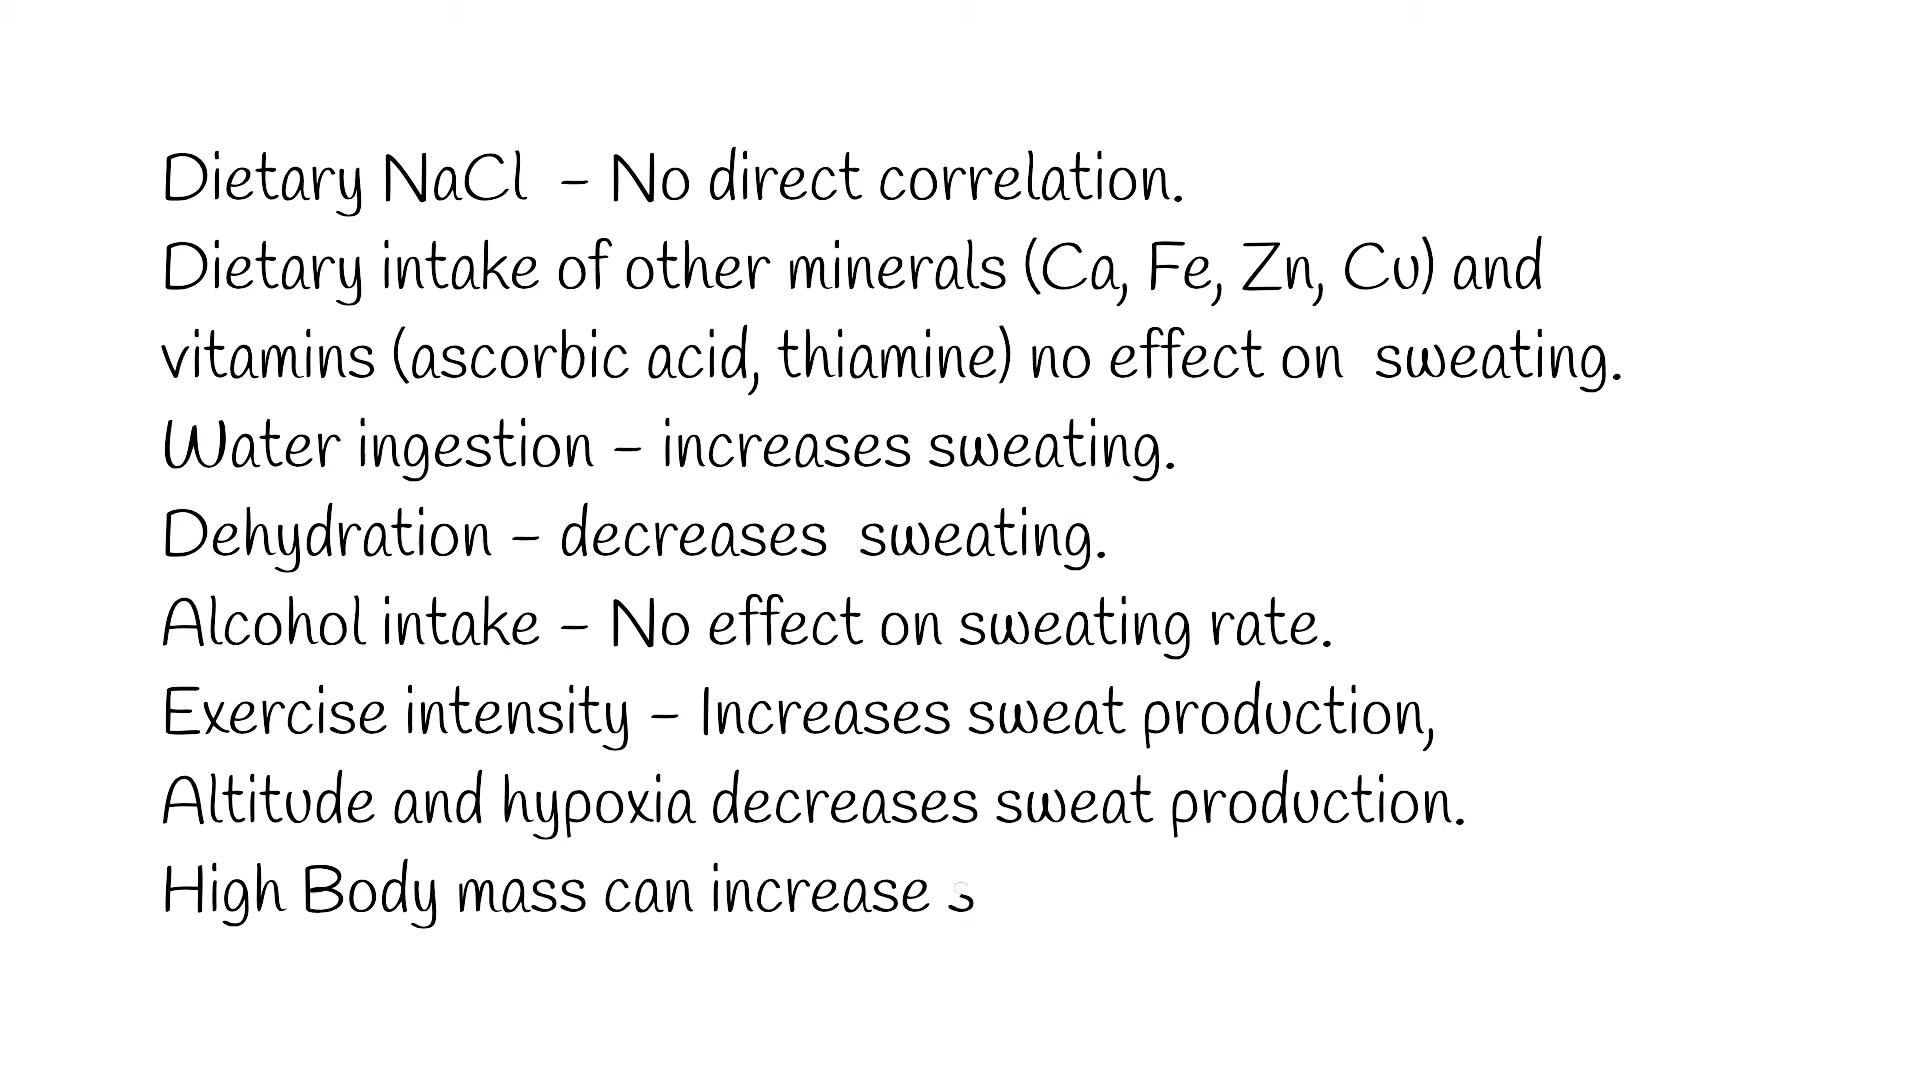 Dietary NaCl – No direct correlation.
Dietary intake of other minerals (Ca, Fe, Zn, Cu) and
vitamins (ascorbic acid, thiamine) no effect on sweating.
Water ingestion – increases sweating.
Dehydration – decreases sweating.
Alcohol intake – No effect on sweating rate.
Exercise intensity – Increases sweat production,
Altitude and hypoxia decreases sweat production.
High Body mass can increase